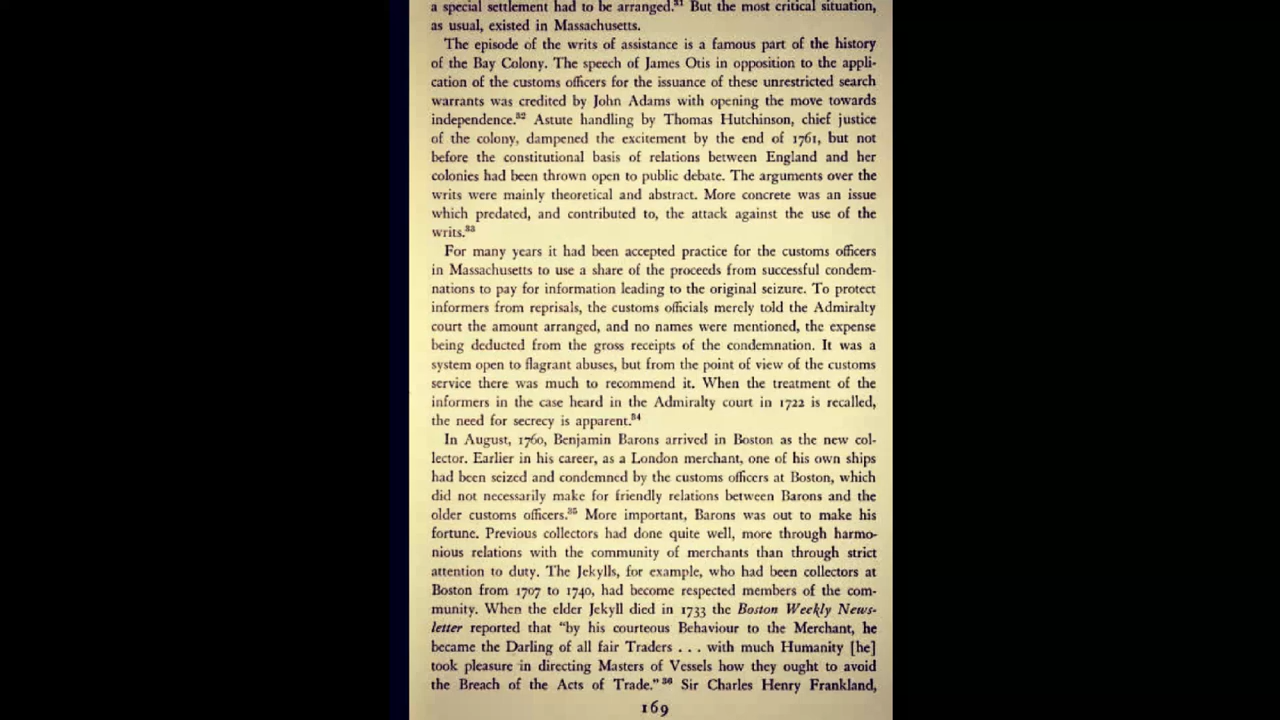 a special settlement had to be arranged.³¹ But the most critical situation,
as usual, existed in Massachusetts.
The episode of the writs of assistance is a famous part of the history
of the Bay Colony. The speech of James Otis in opposition to the appli-
cation of the customs officers for the issuance of these unrestricted search
warrants was credited by John Adams with opening the move towards
independence.³² Astute handling by Thomas Hutchinson, chief justice
of the colony, dampened the excitement by the end of 1761, but not
before the constitutional basis of relations between England and her
colonies had been thrown open to public debate. The arguments over the
writs were mainly theoretical and abstract. More concrete was an issue
which predated, and contributed to, the attack against the use of the
writs.³³
For many years it had been accepted practice for the customs officers
in Massachusetts to use a share of the proceeds from successful condem-
nations to pay for information leading to the original seizure. To protect
informers from reprisals, the customs officials merely told the Admiralty
court the amount arranged, and no names were mentioned, the expense
being deducted from the gross receipts of the condemnation. It was a
system open to flagrant abuses, but from the point of view of the customs
service there was much to recommend it. When the treatment of the
informers in the case heard in the Admiralty court in 1722 is recalled,
the need for secrecy is apparent.³⁴
In August, 1760, Benjamin Barons arrived in Boston as the new col-
lector. Earlier in his career, as a London merchant, one of his own ships
had been seized and condemned by the customs officers at Boston, which
did not necessarily make for friendly relations between Barons and the
older customs officers.³⁵ More important, Barons was out to make his
fortune. Previous collectors had done quite well, more through harmo-
nious relations with the community of merchants than through strict
attention to duty. The Jekylls, for example, who had been collectors at
Boston from 1707 to 1740, had become respected members of the com-
munity. When the elder Jekyll died in 1733 the Boston Weekly News-
letter reported that "by his courteous Behaviour to the Merchant, he
became the Darling of all fair Traders . . . with much Humanity [he]
took pleasure in directing Masters of Vessels how they ought to avoid
the Breach of the Acts of Trade."³⁶ Sir Charles Henry Frankland,
169